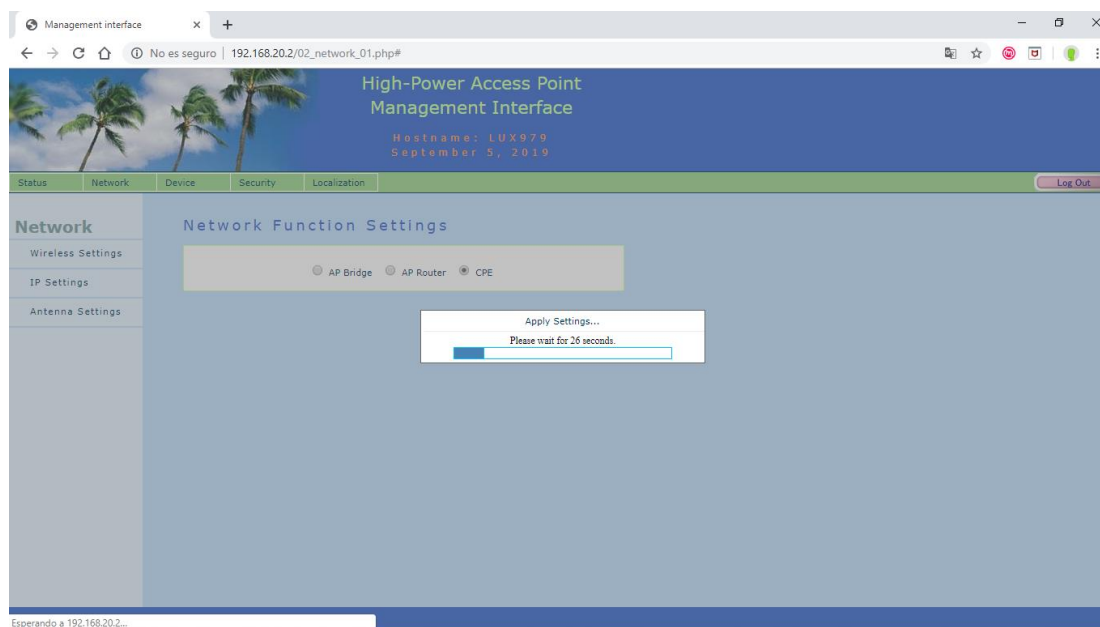 Management interface
No es seguro | 192.168.20.2/02_network_01.php#
High-Power Access Point
Management Interface
Hostname: LUX979
September 5, 2019
Status Network Device Security Localization Log Out
Network
Network Function Settings
Wireless Settings
AP Bridge AP Router CPE
IP Settings
Antenna Settings
Apply Settings...
Please wait for 26 seconds.
Esperando a 192.168.20.2...